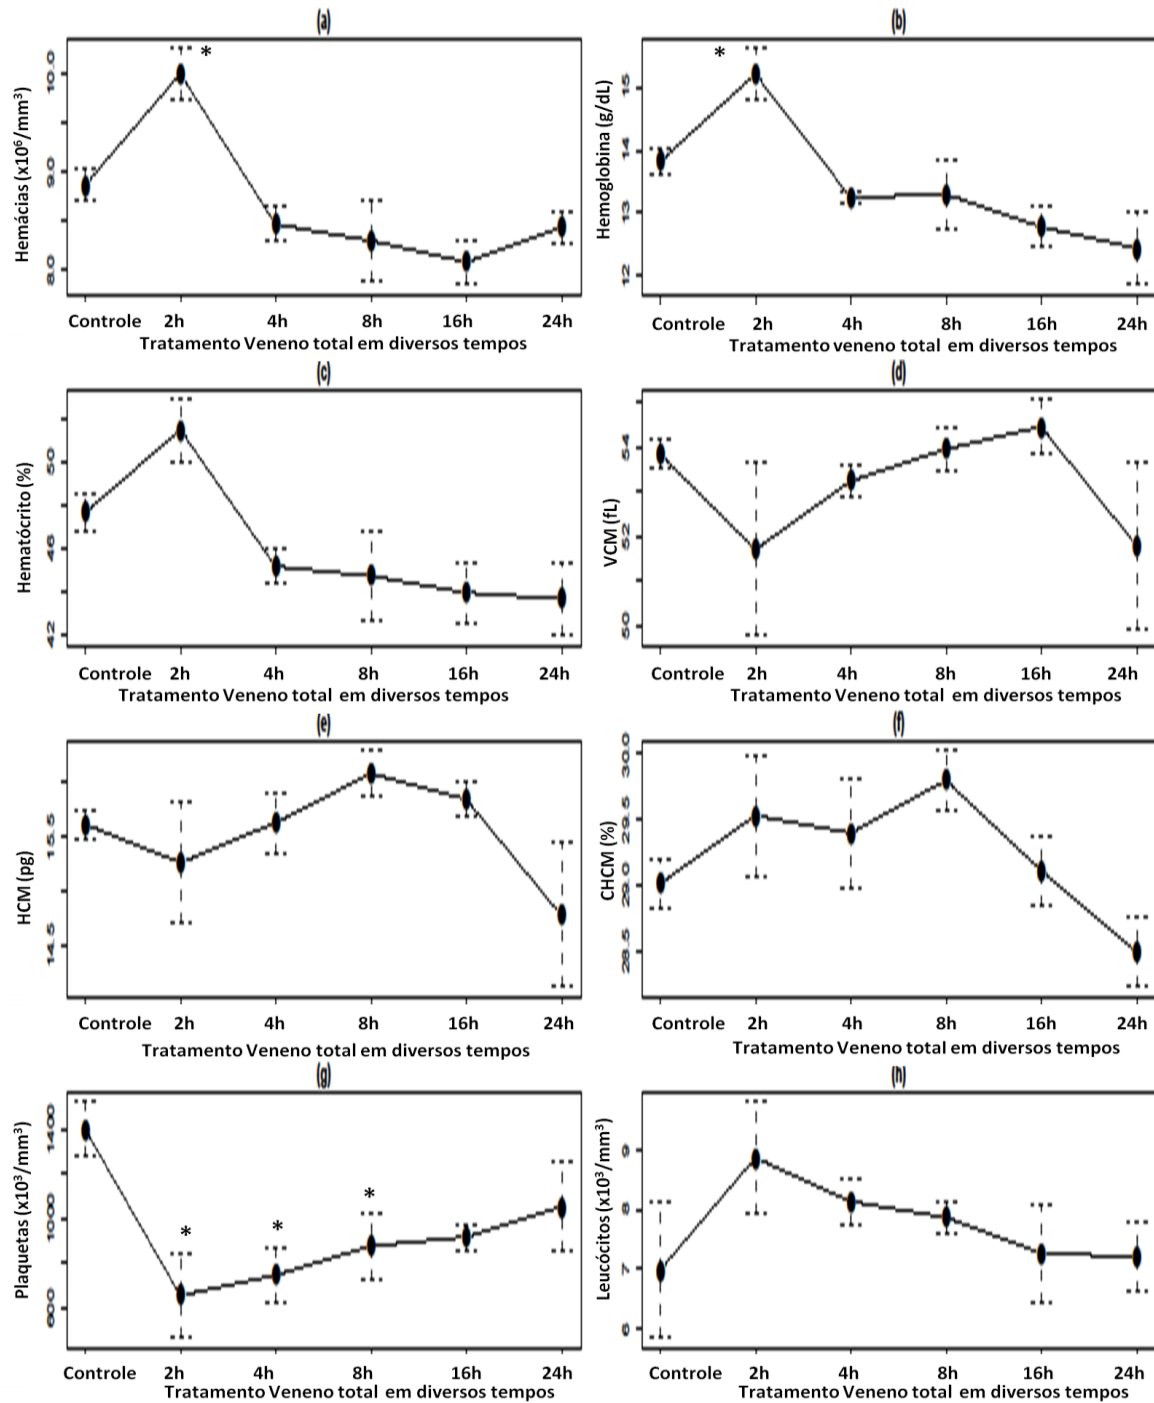 (a)
*
Hemácias (x10⁶/mm³)
10.0
9.0
8.0
Controle 2h 4h 8h 16h 24h
Tratamento Veneno total em diversos tempos
(b)
*
Hemoglobina (g/dL)
15
14
13
12
Controle 2h 4h 8h 16h 24h
Tratamento veneno total em diversos tempos
(c)
Hematócrito (%)
50
46
42
Controle 2h 4h 8h 16h 24h
Tratamento Veneno total em diversos tempos
(d)
VCM (fL)
54
52
50
Controle 2h 4h 8h 16h 24h
Tratamento Veneno total em diversos tempos
(e)
HCM (pg)
15.5
14.5
Controle 2h 4h 8h 16h 24h
Tratamento Veneno total em diversos tempos
(f)
CHCM (%)
30.0
29.5
29.0
28.5
Controle 2h 4h 8h 16h 24h
Tratamento Veneno total em diversos tempos
(g)
Plaquetas (x10³/mm³)
1400
1000
600
* * *
Controle 2h 4h 8h 16h 24h
Tratamento Veneno total em diversos tempos
(h)
Leucócitos (x10³/mm³)
9
8
7
6
Controle 2h 4h 8h 16h 24h
Tratamento Veneno total em diversos tempos